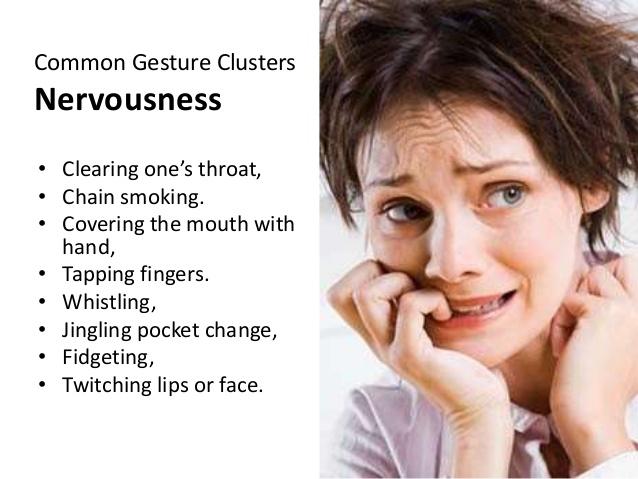 Common Gesture Clusters
Nervousness
• Clearing one’s throat,
• Chain smoking.
• Covering the mouth with
hand,
• Tapping fingers.
• Whistling,
• Jingling pocket change,
• Fidgeting,
• Twitching lips or face.